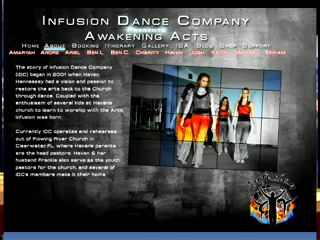 Infusion Dance Company
Presents
Awakening Acts
Home About Booking Itinerary Gallery ISA Blog Shop Support
Amariyah Andre Ariel Ben L Ben C Charity Haven Josh Keith Michael Miriam
The story of Infusion Dance Company
(IDC) began in 2001 when Haven
Hennessey had a vision and passion to
restore the arts back to the Church
through dance. Coupled with the
enthusiasm of several kids at Haven's
church to learn to worship with the Arts,
Infusion was born.
Currently IDC operates and rehearses
out of Flowing River Church in
Clearwater, FL, where Haven's parents
are the head pastors. Haven & her
husband Frankie also serve as the youth
pastors for the church, and several of
IDC's members make it their home